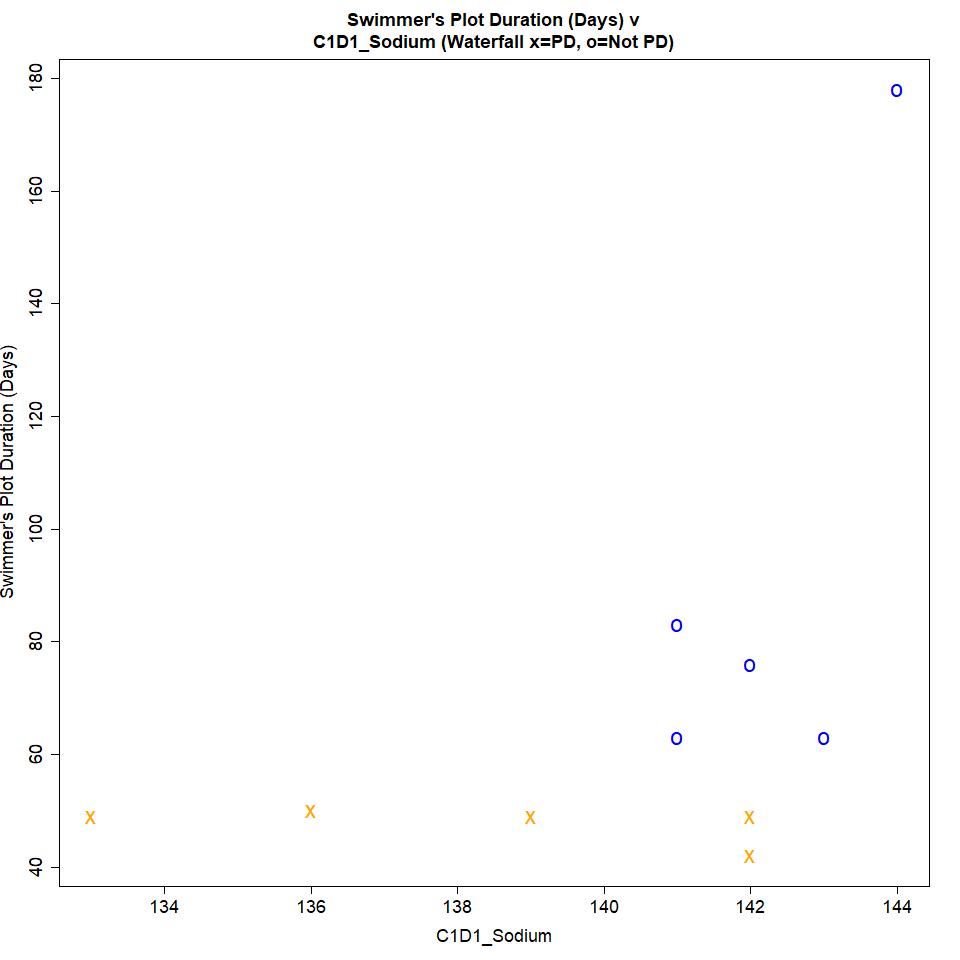 Swimmer's Plot Duration (Days) v
C1D1_Sodium (Waterfall x=PD, o=Not PD)
Swimmer's Plot Duration (Days)
180
160
140
120
100
80
60
40
o
o
o
o
o
x
x
x
x
x
134
136
138
140
142
144
C1D1_Sodium